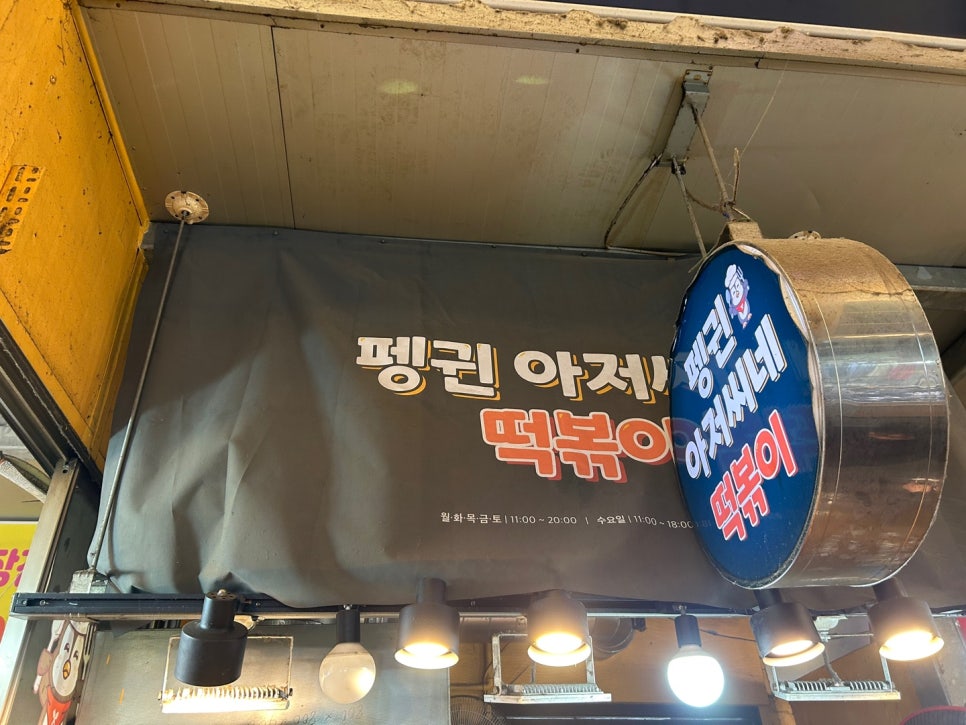 펭귄 아저씨
떡볶이
월·화·목·금·토 | 11:00 ~ 20:00 | 수요일 | 11:00 ~ 18:00
펭귄
아저씨네
떡볶이